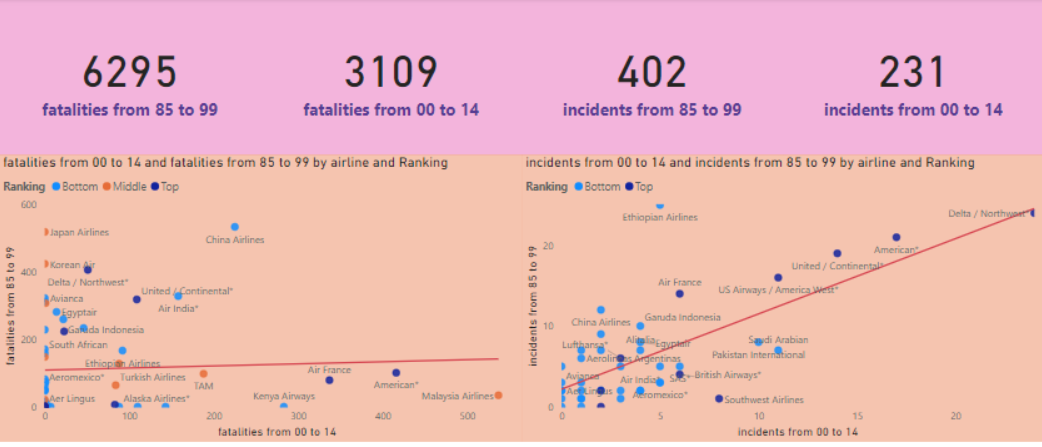 6295
fatalities from 85 to 99
3109
fatalities from 00 to 14
402
incidents from 85 to 99
231
incidents from 00 to 14
fatalities from 00 to 14 and fatalities from 85 to 99 by airline and Ranking
Ranking Bottom Middle Top
fatalities from 85 to 99
600
400
200
0
Japan Airlines
China Airlines
Korean Air
Delta / Northwest*
United / Continental*
Avianca
Air India*
Egyptair
Garuda Indonesia
South African
Ethiopian Airlines
Aeromexico*
Turkish Airlines
TAM
Air France
American*
Aer Lingus
Alaska Airlines*
Kenya Airways
Malaysia Airlines
0 100 200 300 400 500
fatalities from 00 to 14
incidents from 00 to 14 and incidents from 85 to 99 by airline and Ranking
Ranking Bottom Top
incidents from 85 to 99
20
10
0
Ethiopian Airlines
Delta / Northwest*
American*
United / Continental*
Air France
US Airways / America West*
China Airlines
Garuda Indonesia
Lufthansa*
Alitalia
Egyptair
Saudi Arabian
Aerolineas Argentinas
Pakistan International
Avianca
Air India*
SAS*
British Airways*
Aer Lingus
Aeromexico*
Southwest Airlines
0 5 10 15 20
incidents from 00 to 14